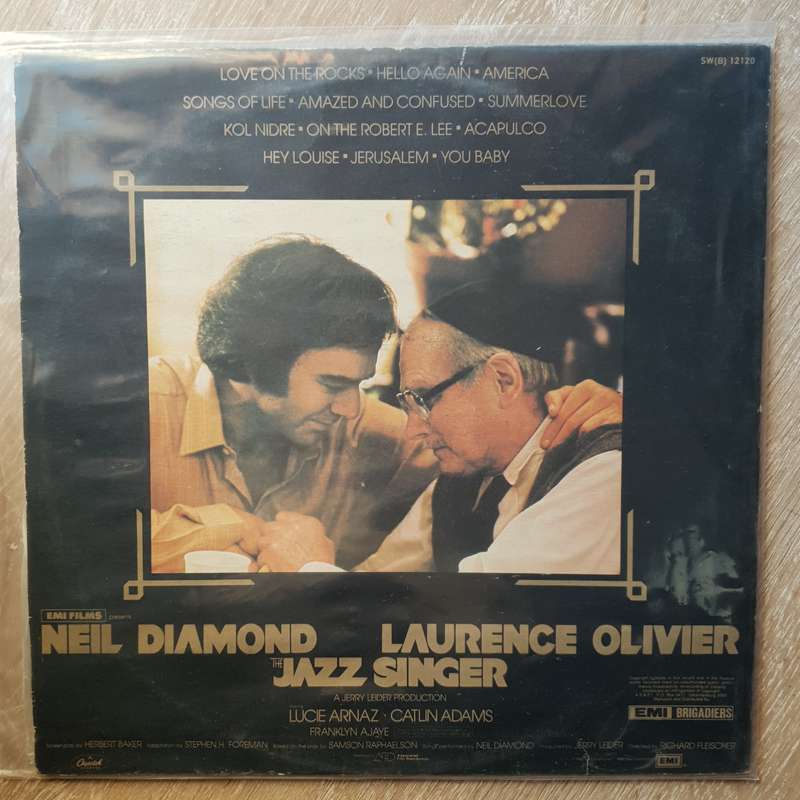 LOVE ON THE ROCKS ▪ HELLO AGAIN ▪ AMERICA
SW(B) 12120
SONGS OF LIFE ▪ AMAZED AND CONFUSED ▪ SUMMERLOVE
KOL NIDRE ▪ ON THE ROBERT E. LEE ▪ ACAPULCO
HEY LOUISE ▪ JERUSALEM ▪ YOU BABY
EMI FILMS PRESENTS
NEIL DIAMOND LAURENCE OLIVIER
THE JAZZ SINGER
A JERRY LEIDER PRODUCTION
LUCIE ARNAZ · CATLIN ADAMS
FRANKLYN AJAYE
EMI BRIGADIERS
HERBERT BAKER STEPHEN H. FOREMAN SAMSON RAPHAELSON NEIL DIAMOND JERRY LEIDER RICHARD FLEISCHER
Capitol
EMI